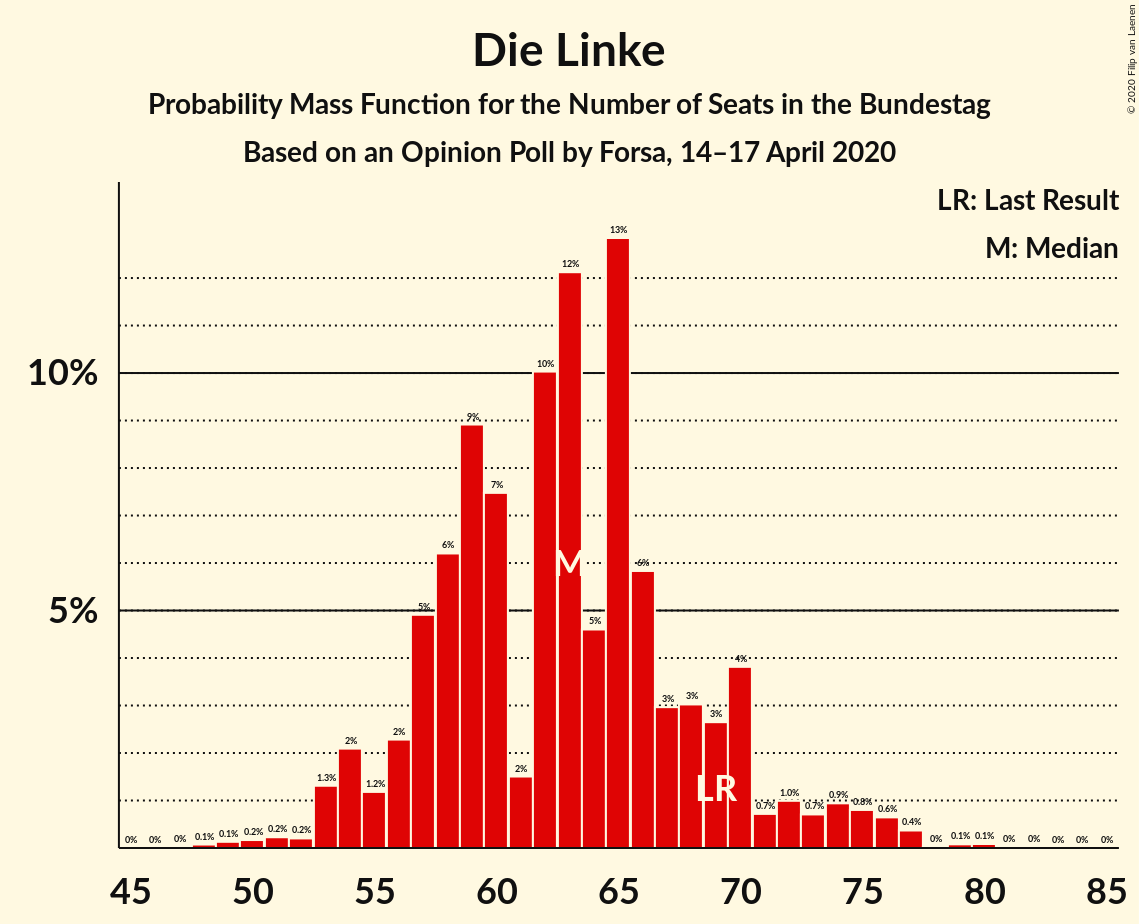 Die Linke
Probability Mass Function for the Number of Seats in the Bundestag
Based on an Opinion Poll by Forsa, 14–17 April 2020
© 2020 Filip van Laenen
LR: Last Result
M: Median
10%
5%
0% 0% 0% 0.1% 0.1% 0.2% 0.2% 0.2% 1.3% 2% 1.2% 2% 5% 6% 9% 7% 2% 10% 12% 5% 13% 6% 3% 3% 3% 4% 0.7% 1.0% 0.7% 0.9% 0.8% 0.6% 0.4% 0% 0.1% 0.1% 0% 0% 0% 0% 0%
M
LR
45 50 55 60 65 70 75 80 85